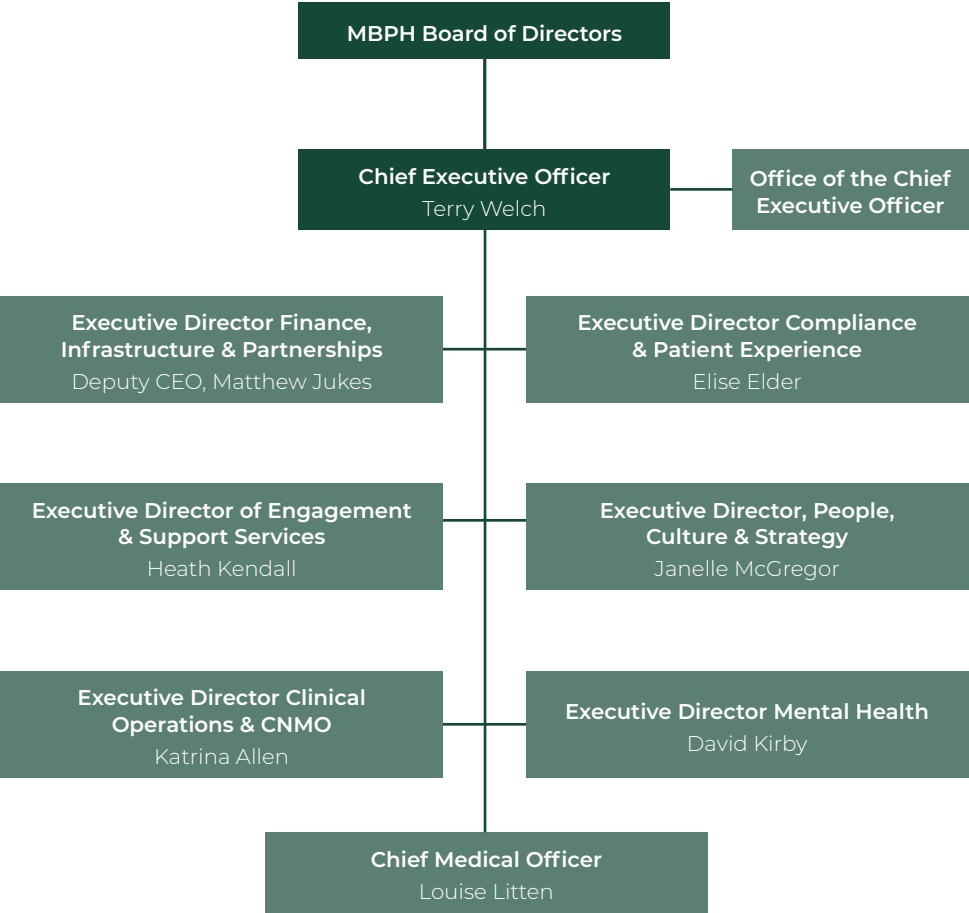 MBPH Board of Directors
Chief Executive Officer
Terry Welch
Office of the Chief
Executive Officer
Executive Director Finance,
Infrastructure & Partnerships
Deputy CEO, Matthew Jukes
Executive Director Compliance
& Patient Experience
Elise Elder
Executive Director of Engagement
& Support Services
Heath Kendall
Executive Director, People,
Culture & Strategy
Janelle McGregor
Executive Director Clinical
Operations & CNMO
Katrina Allen
Executive Director Mental Health
David Kirby
Chief Medical Officer
Louise Litten